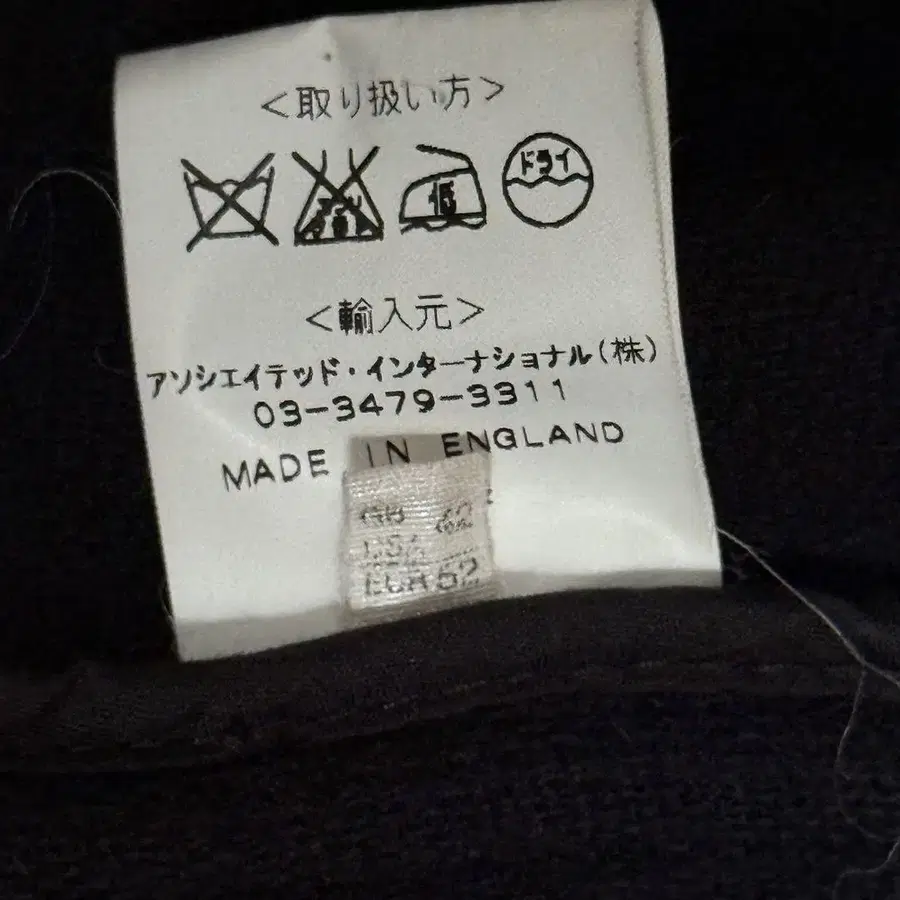 <取り扱い方>
低
ドライ
<輸入元>
アソシエイテッド・インターナショナル(株)
03-3479-3311
MADE IN ENGLAND
GB 42
USA
EUR 52